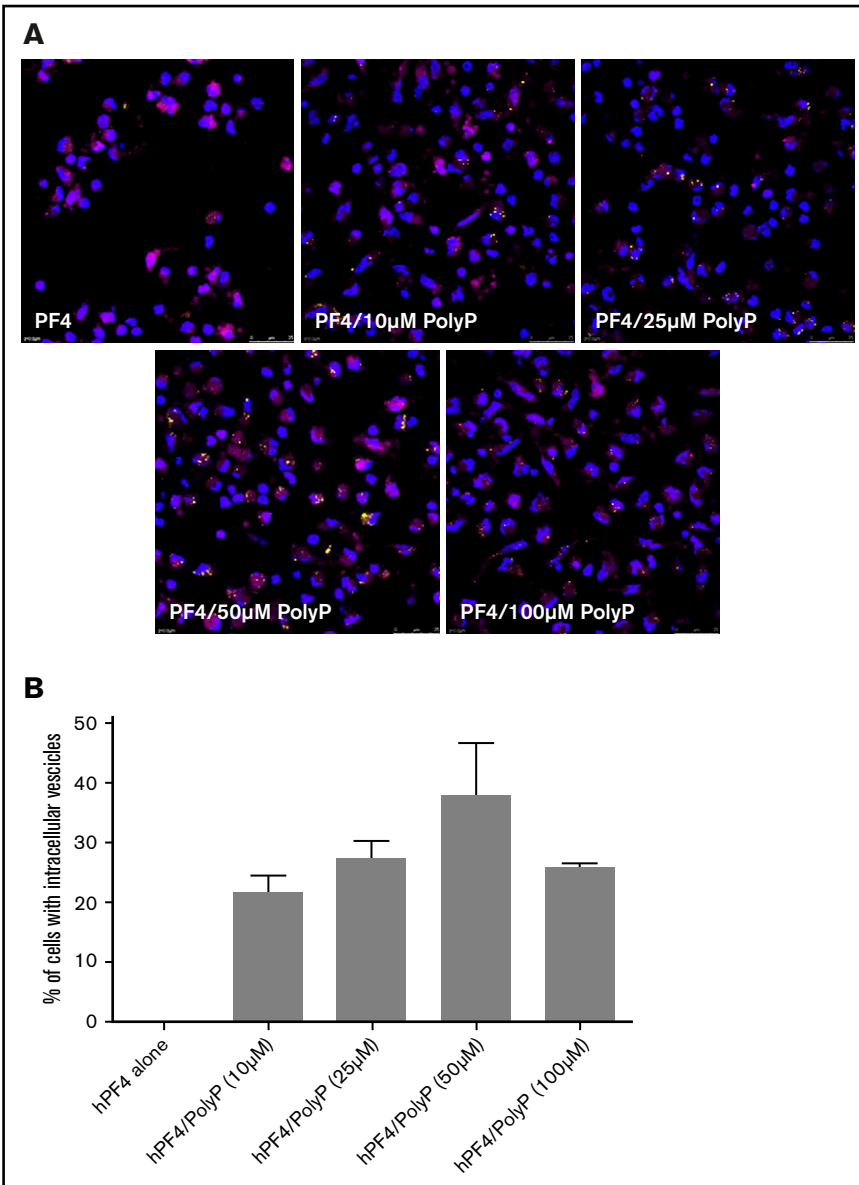 A
PF4
PF4/10µM PolyP
PF4/25µM PolyP
PF4/50µM PolyP
PF4/100µM PolyP
B
% of cells with intracellular vescicles
50
40
30
20
10
0
hPF4 alone
hPF4/PolyP (10µM)
hPF4/PolyP (25µM)
hPF4/PolyP (50µM)
hPF4/PolyP (100µM)